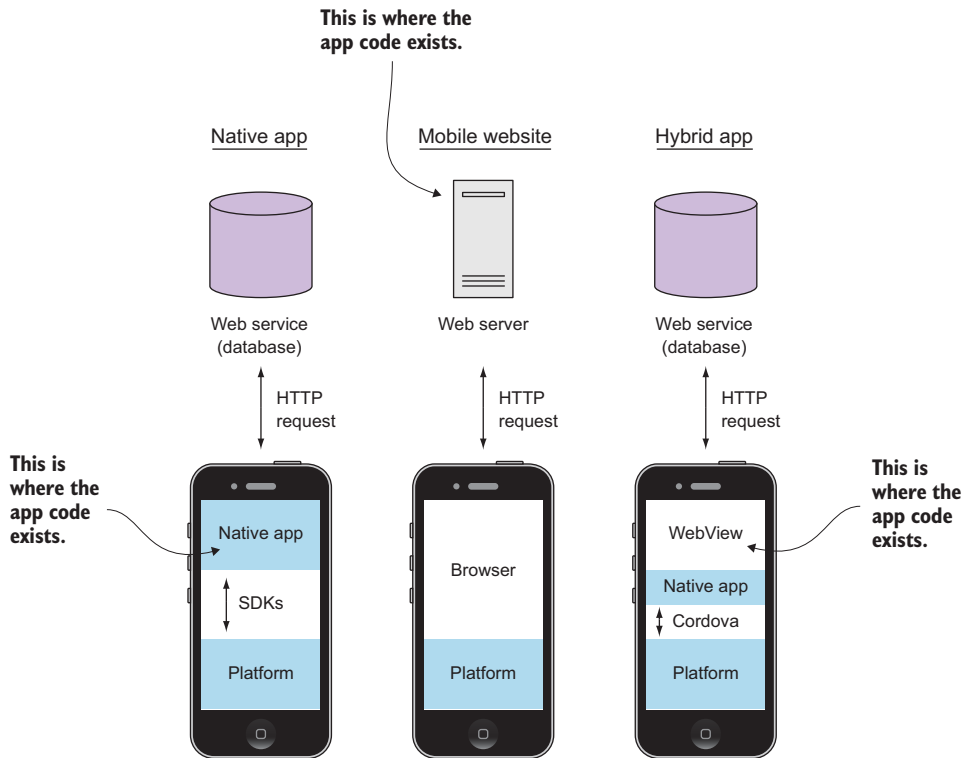 This is where the
app code exists.
Native app
Mobile website
Hybrid app
Web service
(database)
Web server
Web service
(database)
HTTP
request
HTTP
request
HTTP
request
This is
where the
app code
exists.
Native app
SDKs
Platform
Browser
Platform
WebView
Native app
Cordova
Platform
This is
where the
app code
exists.